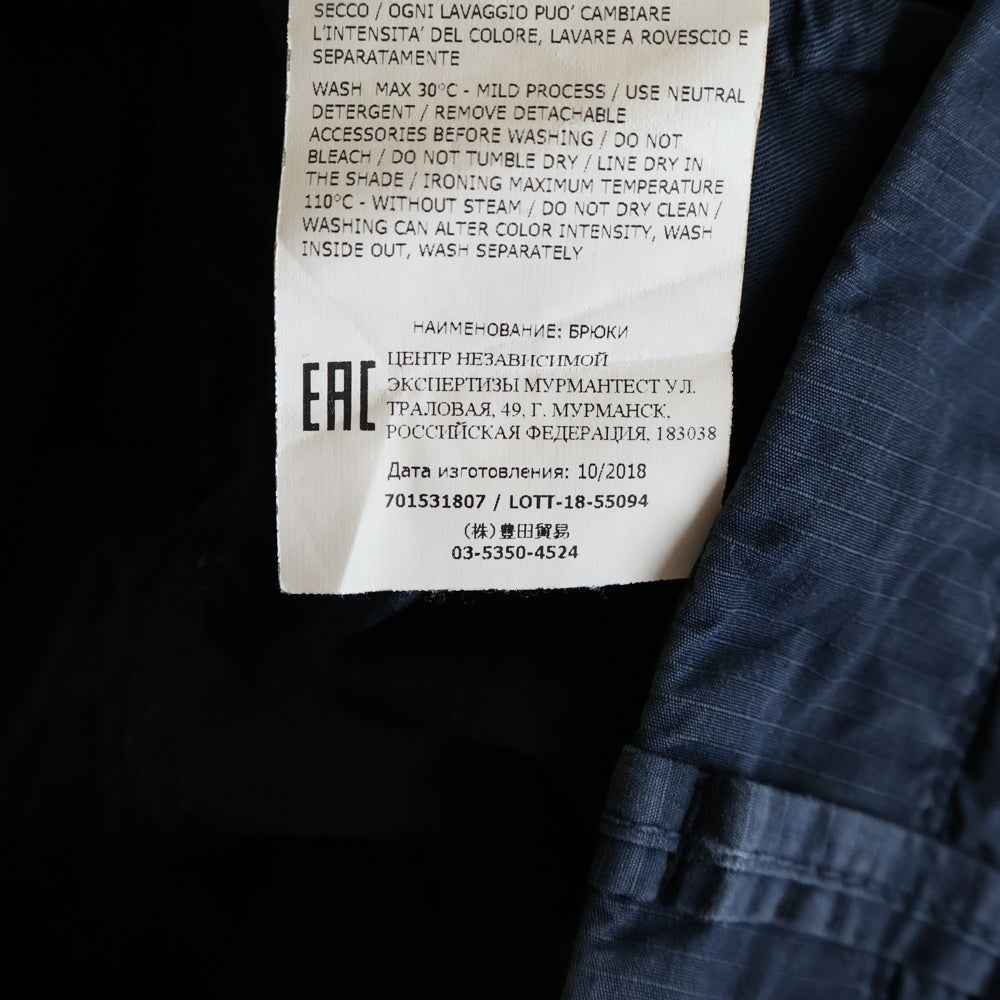 SECCO / OGNI LAVAGGIO PUO' CAMBIARE
L'INTENSITA' DEL COLORE, LAVARE A ROVESCIO E
SEPARATAMENTE
WASH MAX 30°C - MILD PROCESS / USE NEUTRAL
DETERGENT / REMOVE DETACHABLE
ACCESSORIES BEFORE WASHING / DO NOT
BLEACH / DO NOT TUMBLE DRY / LINE DRY IN
THE SHADE / IRONING MAXIMUM TEMPERATURE
110°C - WITHOUT STEAM / DO NOT DRY CLEAN /
WASHING CAN ALTER COLOR INTENSITY, WASH
INSIDE OUT, WASH SEPARATELY
НАИМЕНОВАНИЕ: БРЮКИ
EAC
ЦЕНТР НЕЗАВИСИМОЙ
ЭКСПЕРТИЗЫ МУРМАНТЕСТ УЛ.
ТРАЛОВАЯ, 49, Г. МУРМАНСК,
РОССИЙСКАЯ ФЕДЕРАЦИЯ, 183038
Дата изготовления: 10/2018
701531807 / LOTT-18-55094
(株)豊田貿易
03-5350-4524